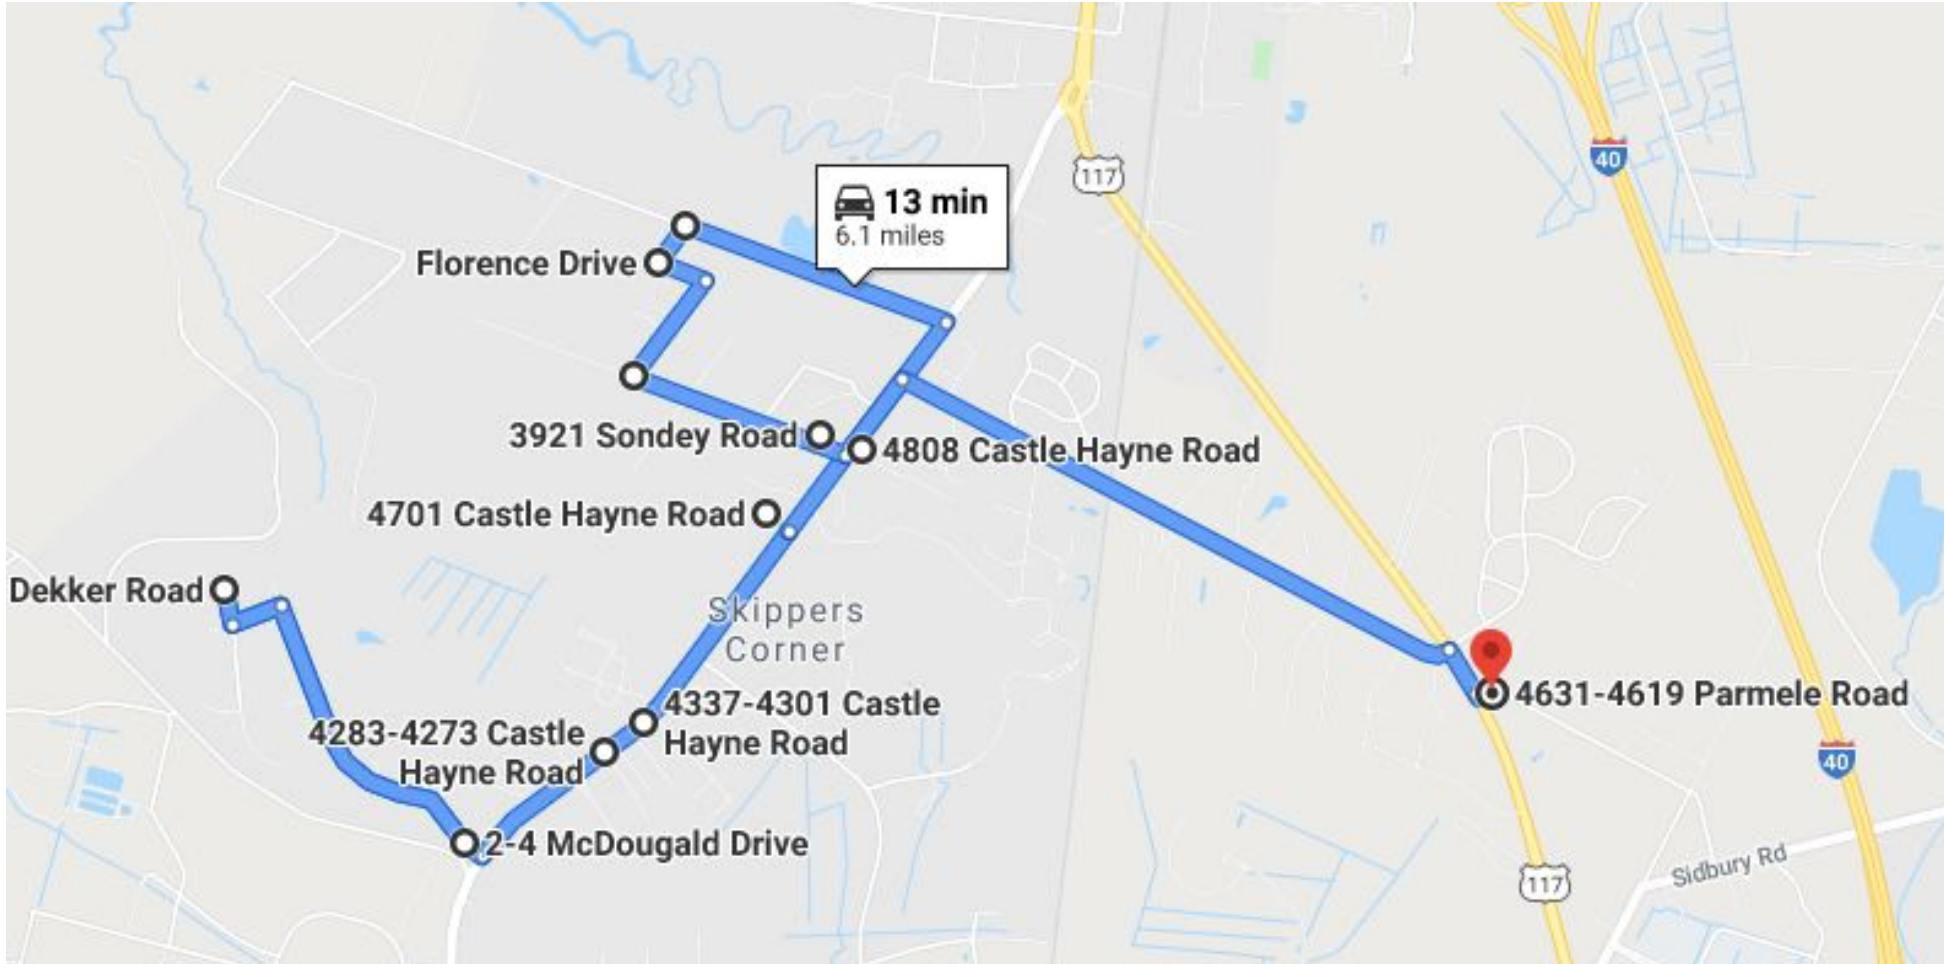 40
117
13 min
6.1 miles
Florence Drive
3921 Sondey Road
4808 Castle Hayne Road
4701 Castle Hayne Road
Dekker Road
Skippers
Corner
4631-4619 Parmele Road
4337-4301 Castle
Hayne Road
4283-4273 Castle
Hayne Road
40
2-4 McDougald Drive
Sidbury Rd
117